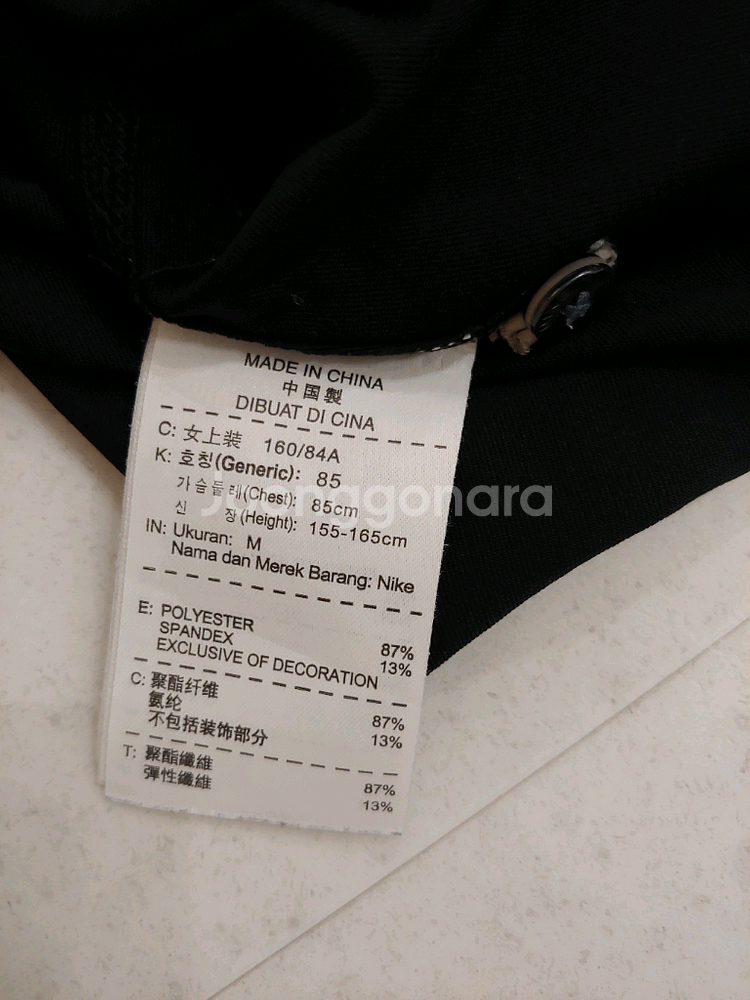 MADE IN CHINA
中国製
DIBUAT DI CINA
C: 女上装 160/84A
K: 호칭(Generic): 85
가슴둘레(Chest): 85cm
신 장(Height): 155-165cm
IN: Ukuran: M
Nama dan Merek Barang: Nike
E: POLYESTER 87%
SPANDEX 13%
EXCLUSIVE OF DECORATION
C: 聚酯纤维 87%
氨纶 13%
不包括装饰部分
T: 聚酯纖維 87%
彈性纖維 13%
Juonggonara